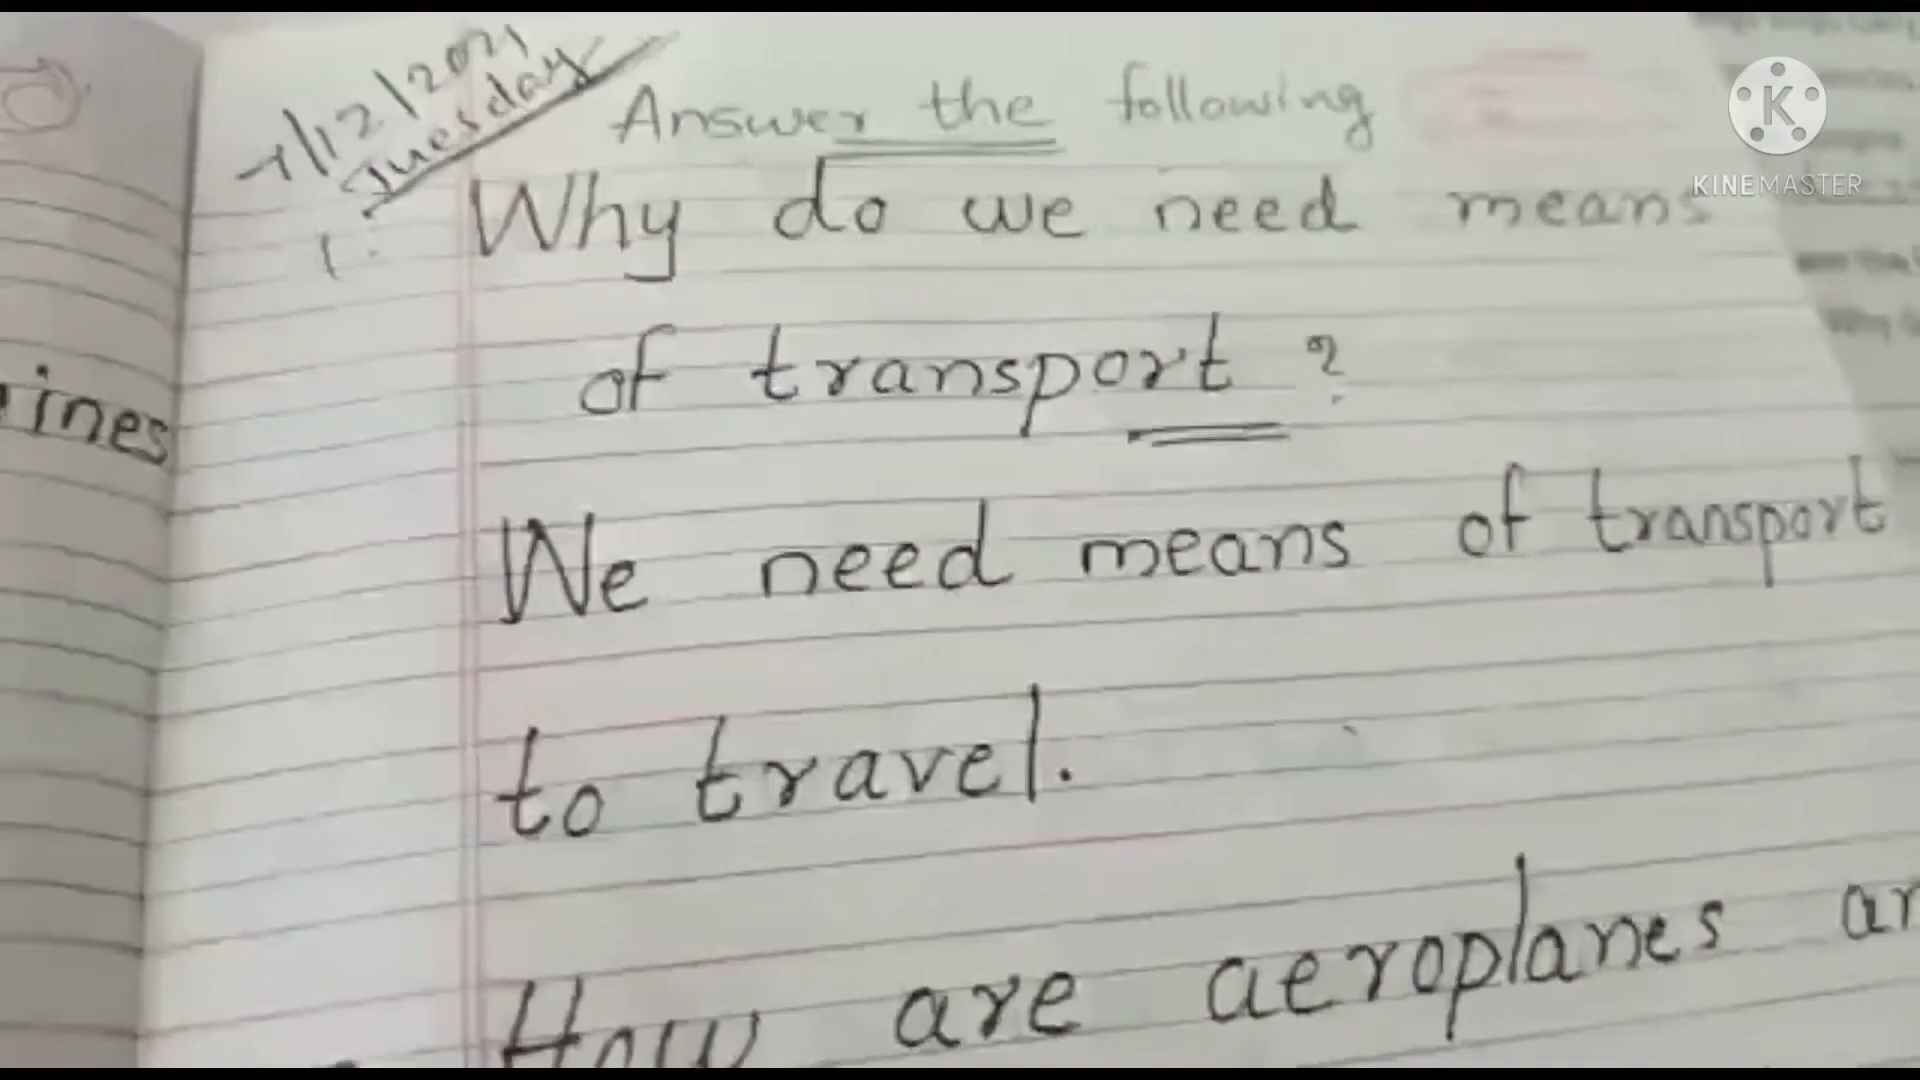 7/12/2021
Tuesday
Answer the following
1. Why do we need means
of transport ?
We need means of transport
to travel.
How are aeroplanes
ines
KINEMASTER